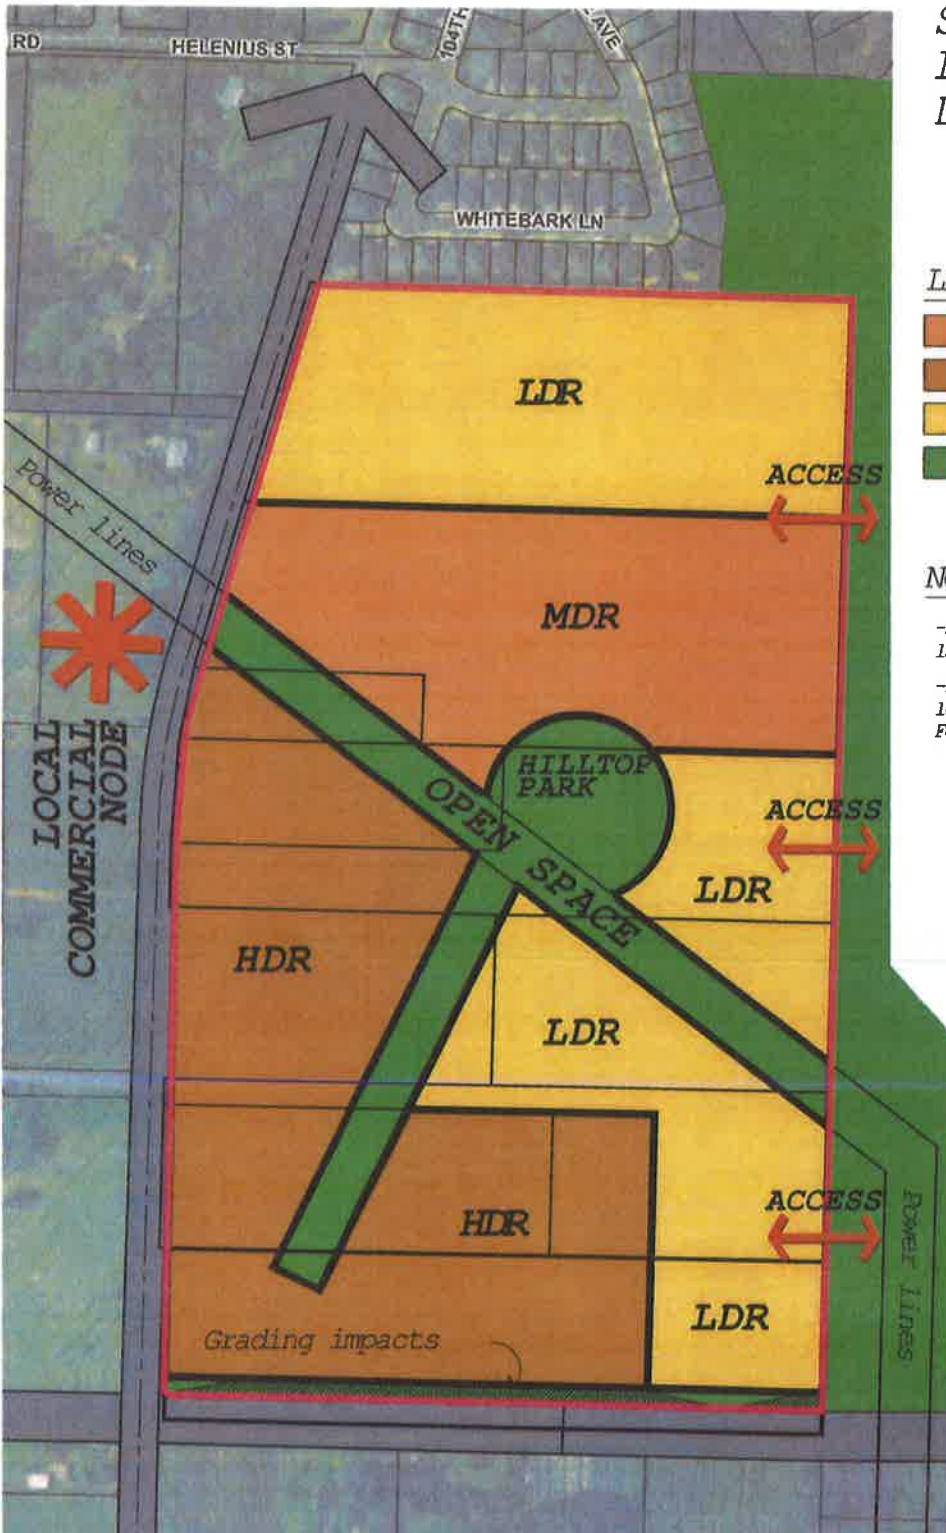 RD
HELENIUS ST
104TH
AVE
WHITEBARK LN
LDR
ACCESS
Power lines
MDR
HILLTOP
PARK
OPEN SPACE
LOCAL
COMMERCIAL
NODE
ACCESS
LDR
HDR
LDR
ACCESS
HDR
Power lines
LDR
Grading impacts